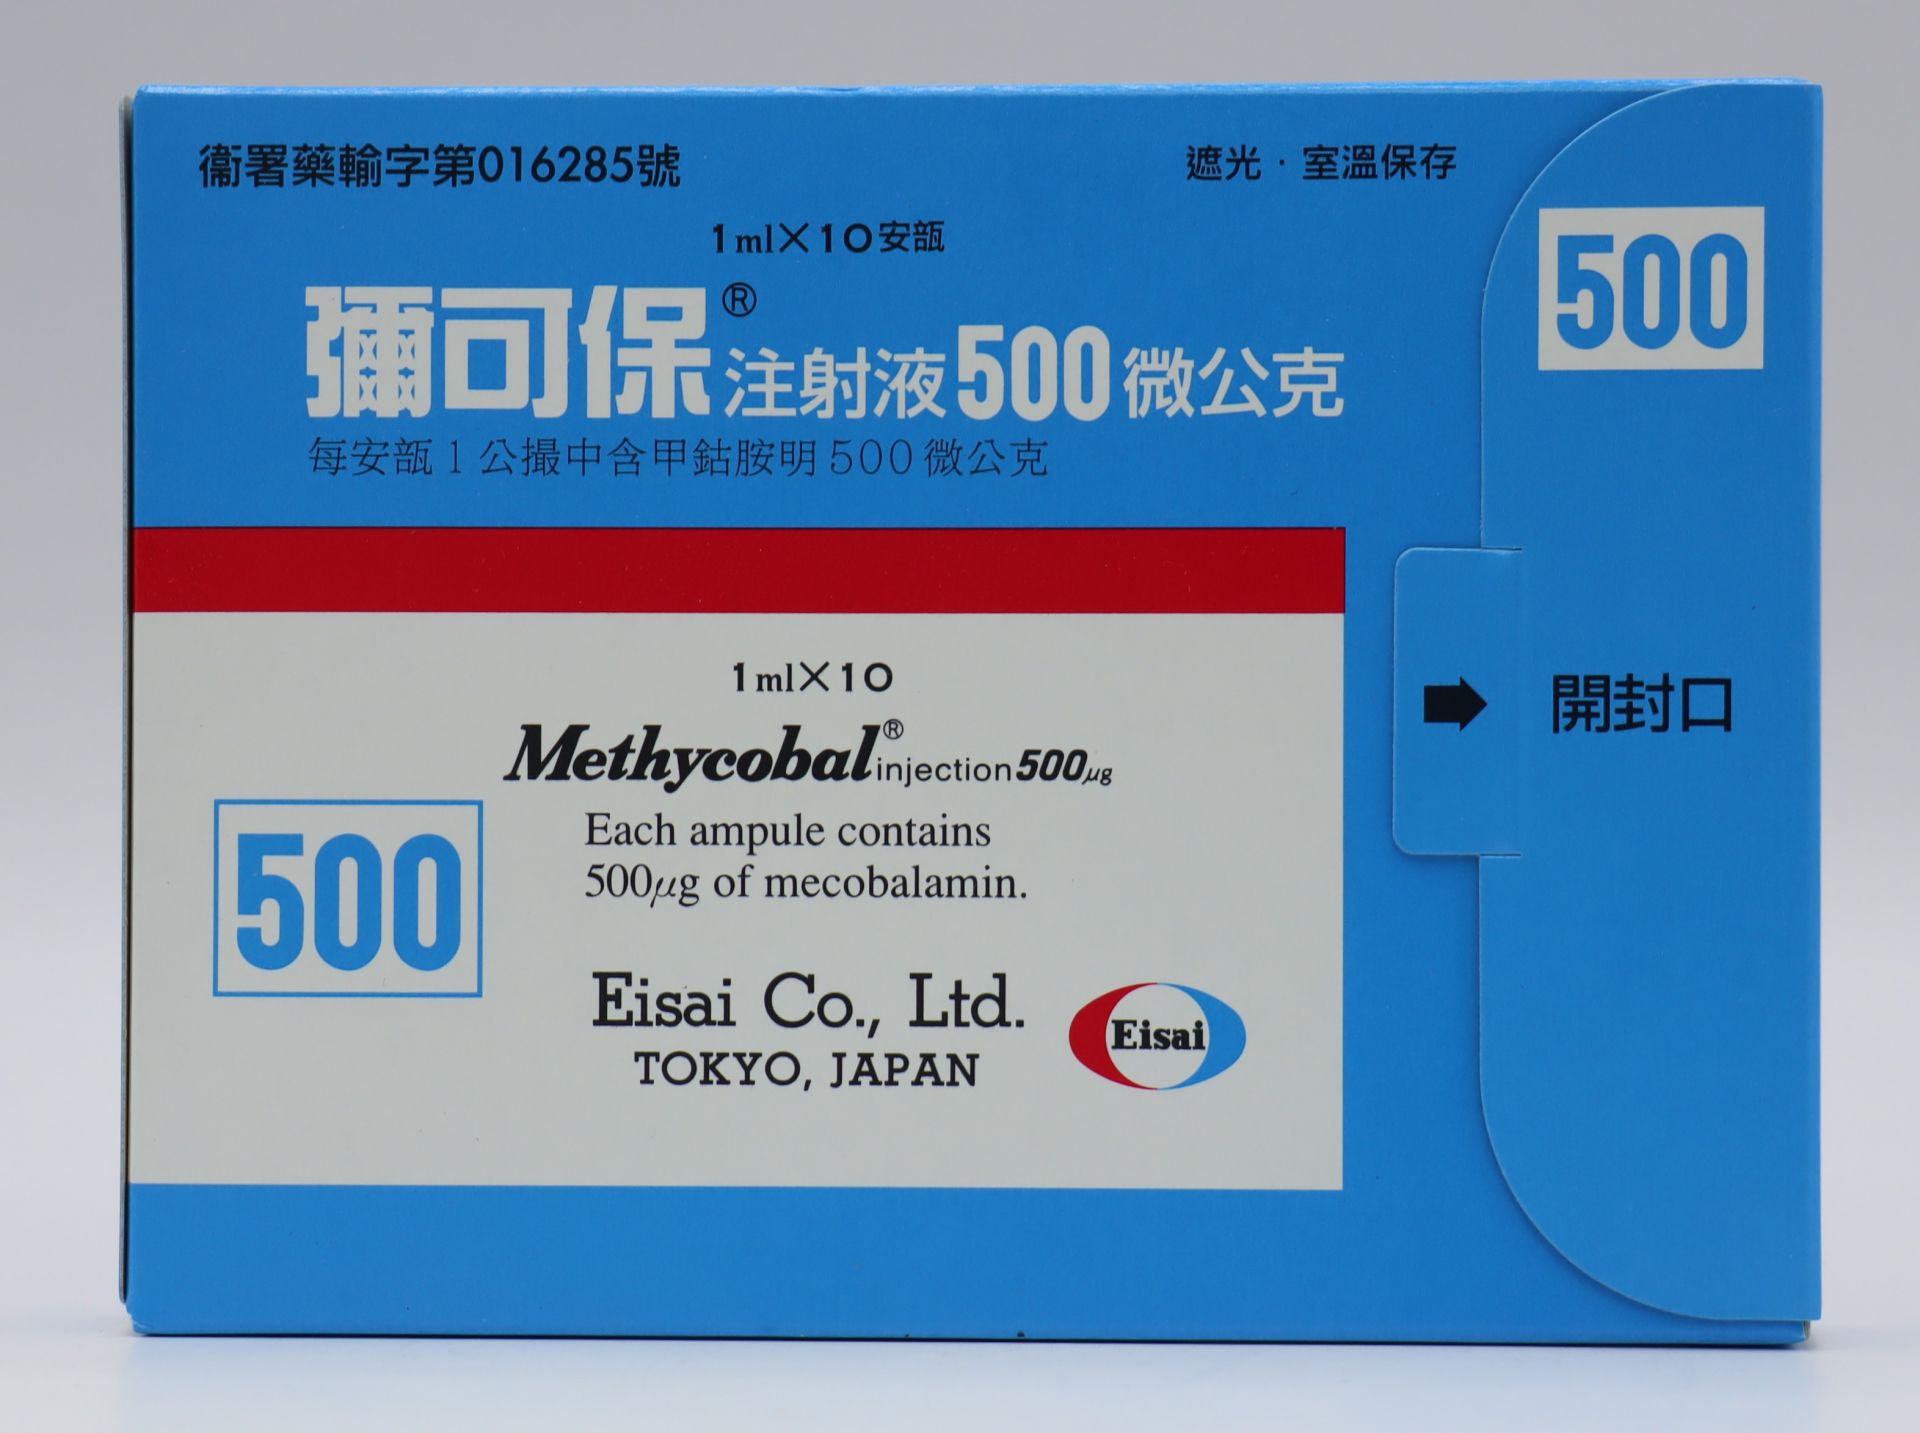 衞署藥輸字第016285號
遮光·室溫保存
1ml×10安瓿
彌可保®注射液500微公克
每安瓿1公撮中含甲鈷胺明500微公克
500
1ml×10
Methycobal® injection 500μg
Each ampule contains
500μg of mecobalamin.
500
Eisai Co., Ltd.
TOKYO, JAPAN
Eisai
➡ 開封口